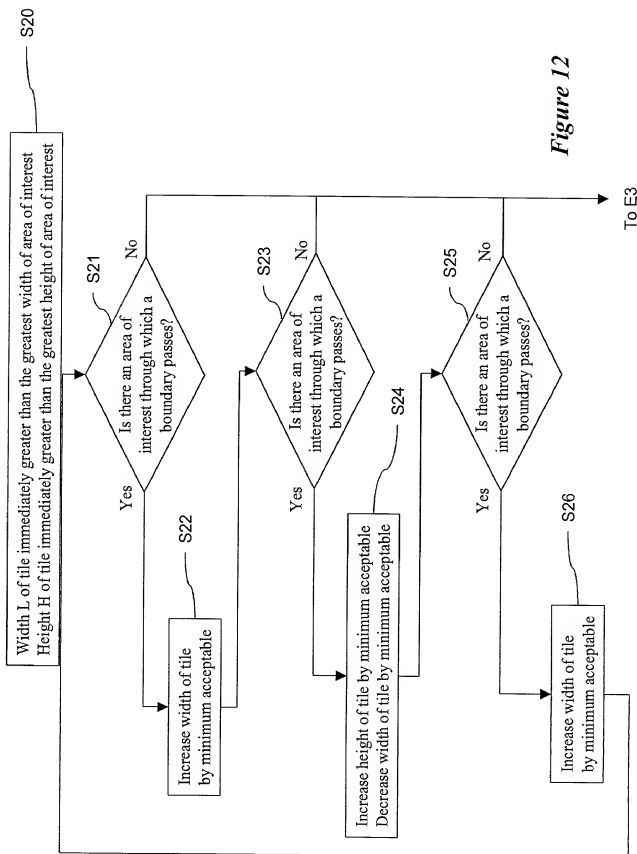 S20
Width L of tile immediately greater than the greatest width of area of interest
Height H of tile immediately greater than the greatest height of area of interest
S21
Is there an area of
interest through which a
boundary passes?
Yes
No
S22
Increase width of tile
by minimum acceptable
S23
Is there an area of
interest through which a
boundary passes?
Yes
No
S24
Increase height of tile by minimum acceptable
Decrease width of tile by minimum acceptable
S25
Is there an area of
interest through which a
boundary passes?
Yes
No
S26
Increase width of tile
by minimum acceptable
To E3
Figure 12